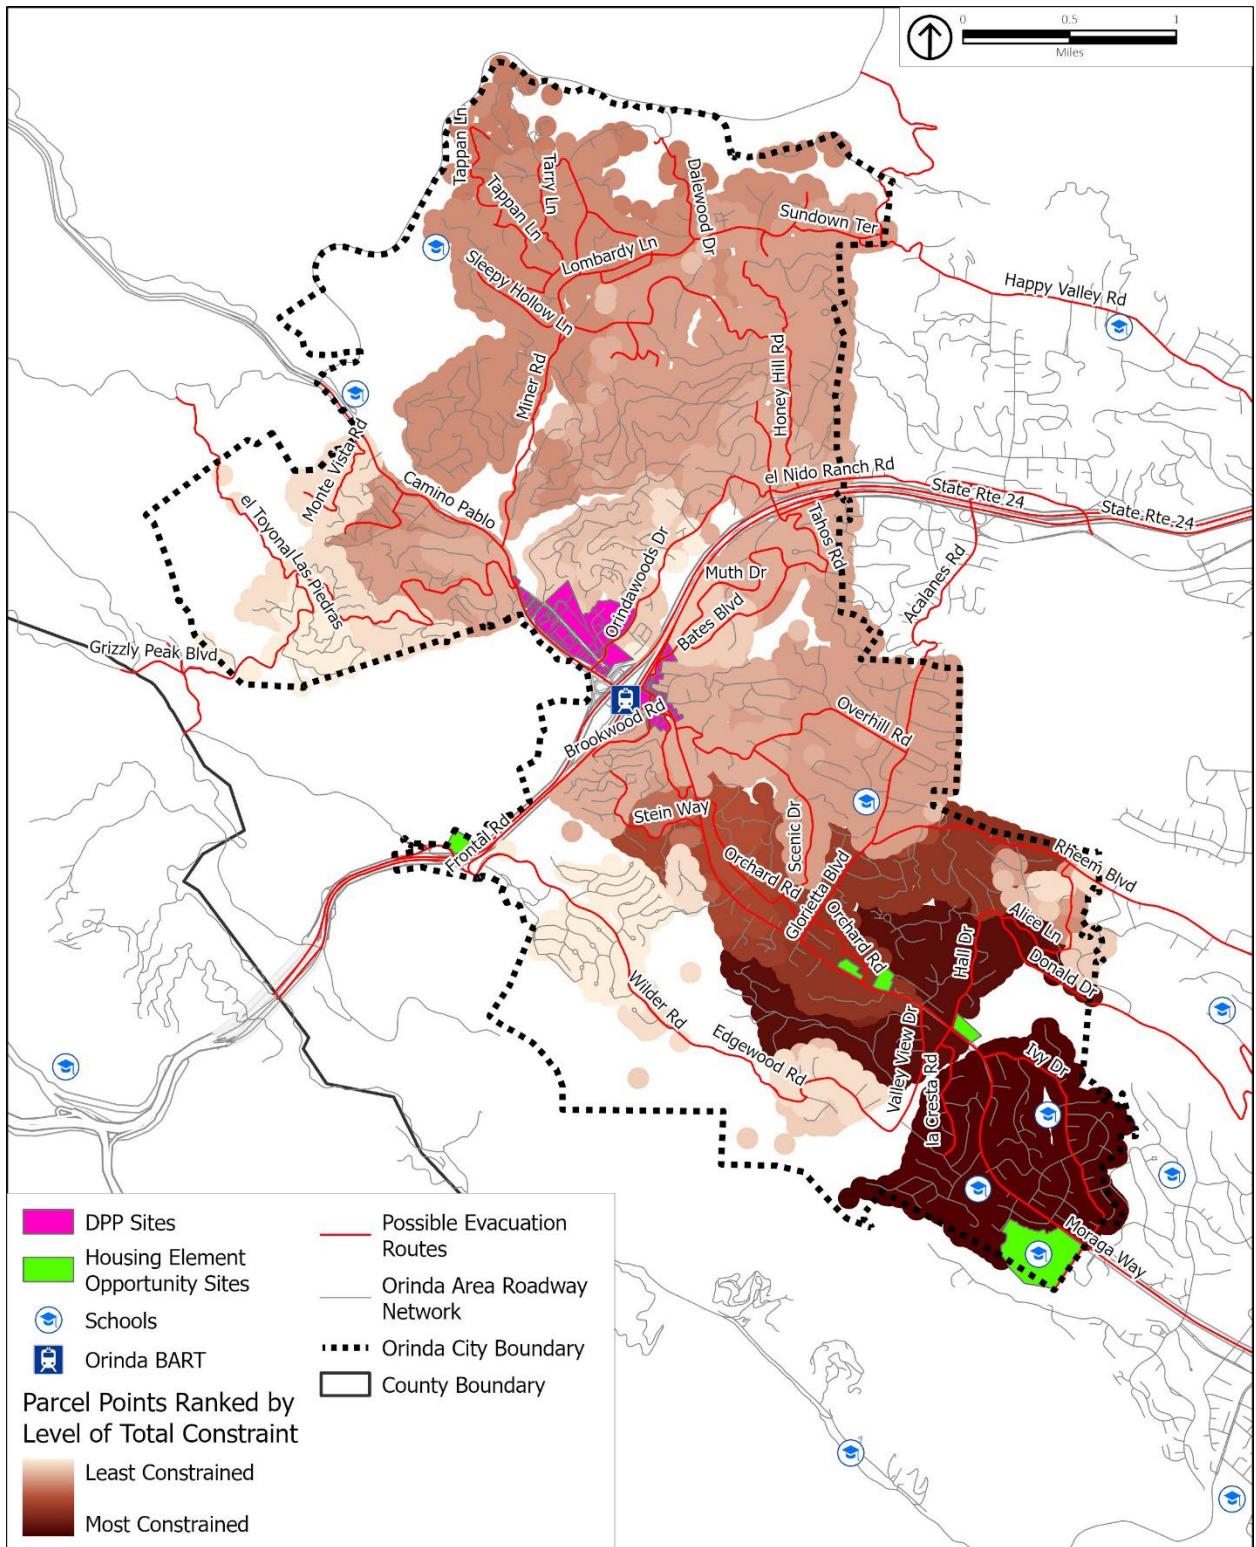 0 0.5 1
Miles
Tappan Ln
Tarry Ln
Dalewood Dr
Tappan Ln
Sundown Ter
Lombardy Ln
Sleepy Hollow Ln
Happy Valley Rd
Miner Rd
Honey Hill Rd
Monte Vista Rd
Camino Pablo
el Nido Ranch Rd
State Rte 24
State Rte 24
el Toyonal
Las Piedras
Orindawoods Dr
Tahos Rd
Muth Dr
Acalanes Rd
Bates Blvd
Grizzly Peak Blvd
Brookwood Rd
Overhill Rd
Stein Way
Scenic Dr
Frontal Rd
Orchard Rd
Glorietta Blvd
Rheem Blvd
Orchard Rd
Alice Ln
Hall Dr
Donald Dr
Wilder Rd
Edgewood Rd
Valley View Dr
la Cresta Rd
Ivy Dr
Moraga Way
DPP Sites
Housing Element
Opportunity Sites
Schools
Orinda BART
Parcel Points Ranked by
Level of Total Constraint
Least Constrained
Most Constrained
Possible Evacuation
Routes
Orinda Area Roadway
Network
Orinda City Boundary
County Boundary